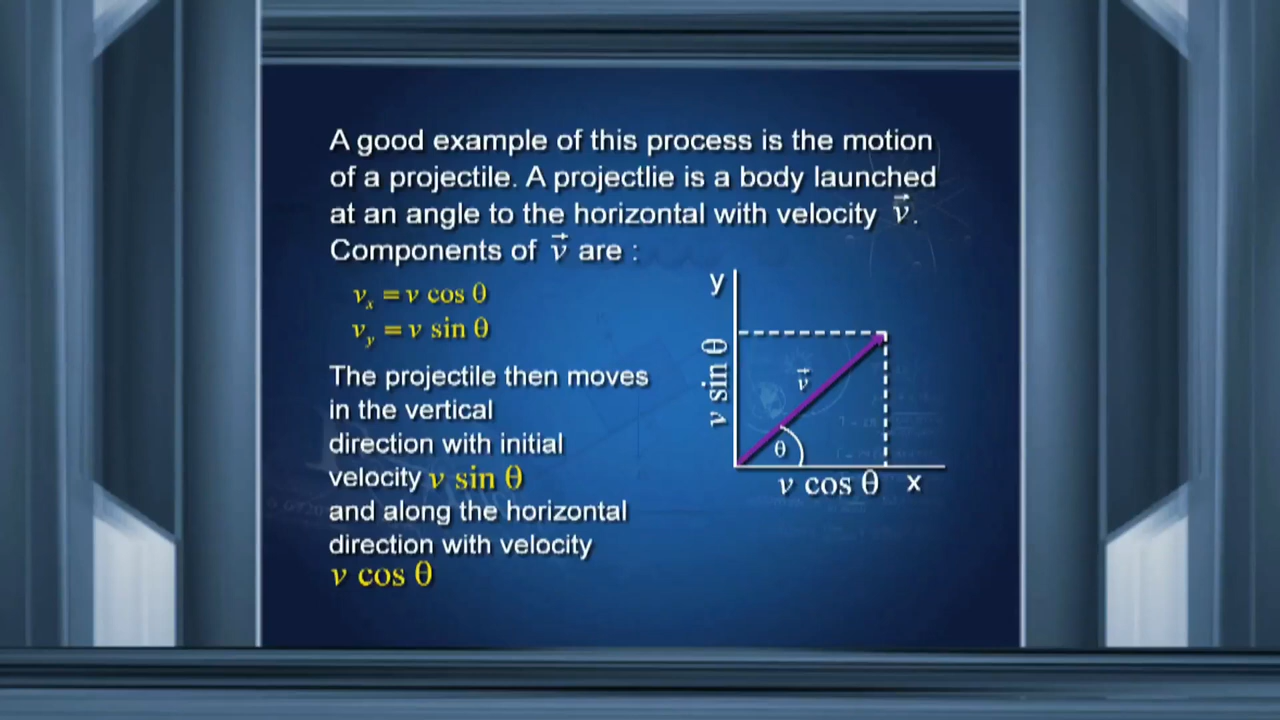 A good example of this process is the motion
of a projectile. A projectlie is a body launched
at an angle to the horizontal with velocity v⃗.
Components of v⃗ are :
vₓ = v cos θ
v_y = v sin θ
The projectile then moves
in the vertical
direction with initial
velocity v sin θ
and along the horizontal
direction with velocity
v cos θ
y
v sin θ
v⃗
θ
v cos θ x